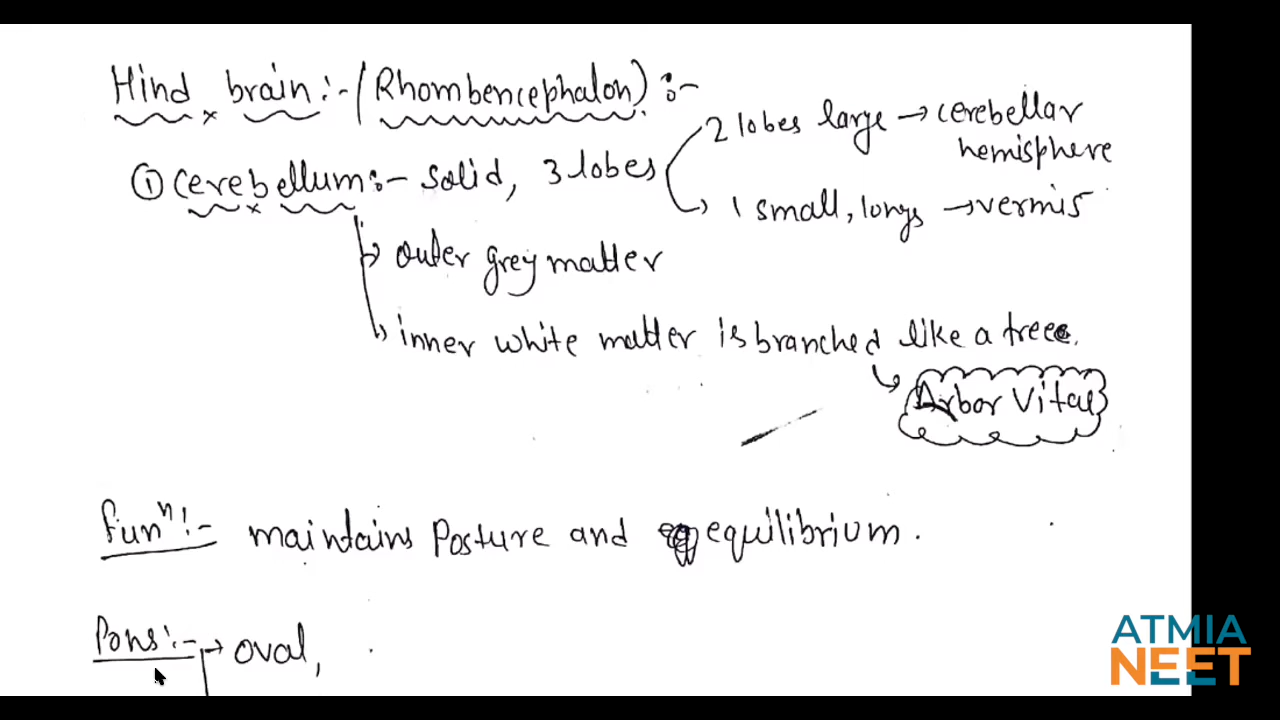 Hind brain:- (Rhombencephalon) :-
① Cerebellum:- solid, 3 lobes
2 lobes large → cerebellar hemisphere
1 small, longs → vermis
→ outer grey matter
→ inner white matter is branched like a tree.
Arbor Vitae
Funⁿ:- maintains Posture and equilibrium.
Pons:- → oval,
ATMIA
NEET